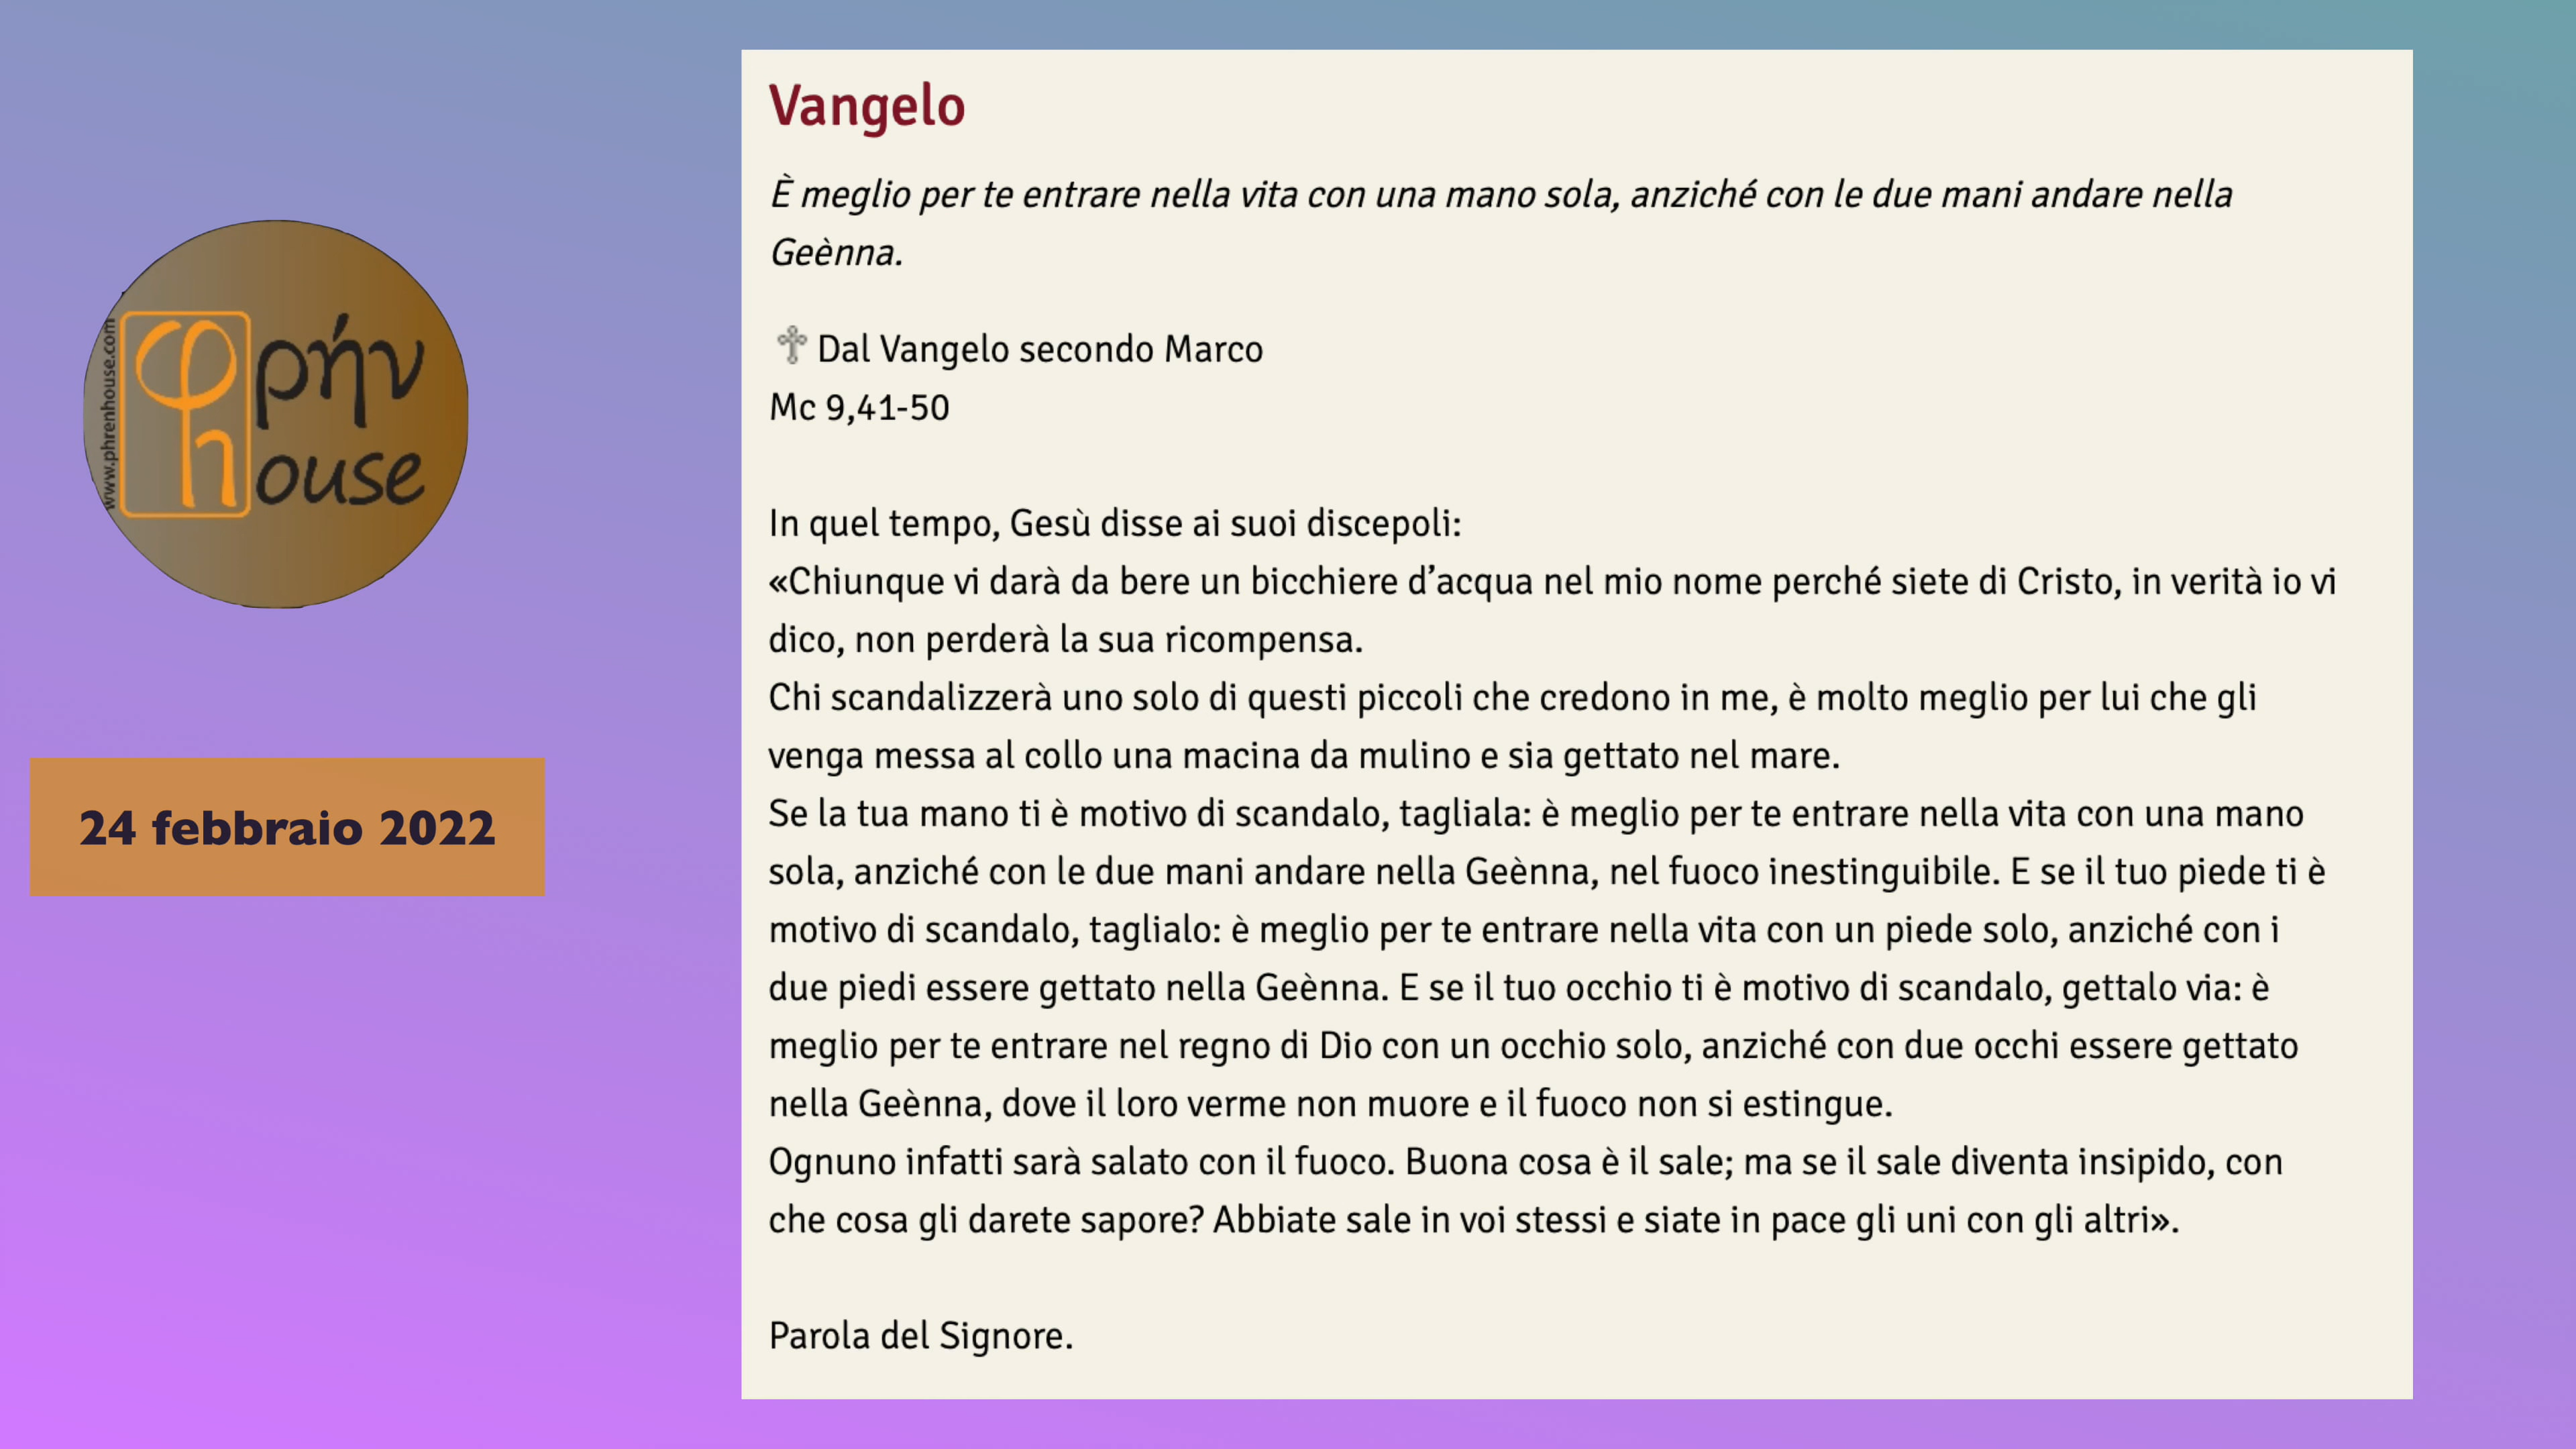 www.phrenhouse.com
φρήν
house
24 febbraio 2022
Vangelo
È meglio per te entrare nella vita con una mano sola, anziché con le due mani andare nella
Geènna.
Dal Vangelo secondo Marco
Mc 9,41-50
In quel tempo, Gesù disse ai suoi discepoli:
«Chiunque vi darà da bere un bicchiere d’acqua nel mio nome perché siete di Cristo, in verità io vi
dico, non perderà la sua ricompensa.
Chi scandalizzerà uno solo di questi piccoli che credono in me, è molto meglio per lui che gli
venga messa al collo una macina da mulino e sia gettato nel mare.
Se la tua mano ti è motivo di scandalo, tagliala: è meglio per te entrare nella vita con una mano
sola, anziché con le due mani andare nella Geènna, nel fuoco inestinguibile. E se il tuo piede ti è
motivo di scandalo, taglialo: è meglio per te entrare nella vita con un piede solo, anziché con i
due piedi essere gettato nella Geènna. E se il tuo occhio ti è motivo di scandalo, gettalo via: è
meglio per te entrare nel regno di Dio con un occhio solo, anziché con due occhi essere gettato
nella Geènna, dove il loro verme non muore e il fuoco non si estingue.
Ognuno infatti sarà salato con il fuoco. Buona cosa è il sale; ma se il sale diventa insipido, con
che cosa gli darete sapore? Abbiate sale in voi stessi e siate in pace gli uni con gli altri».
Parola del Signore.